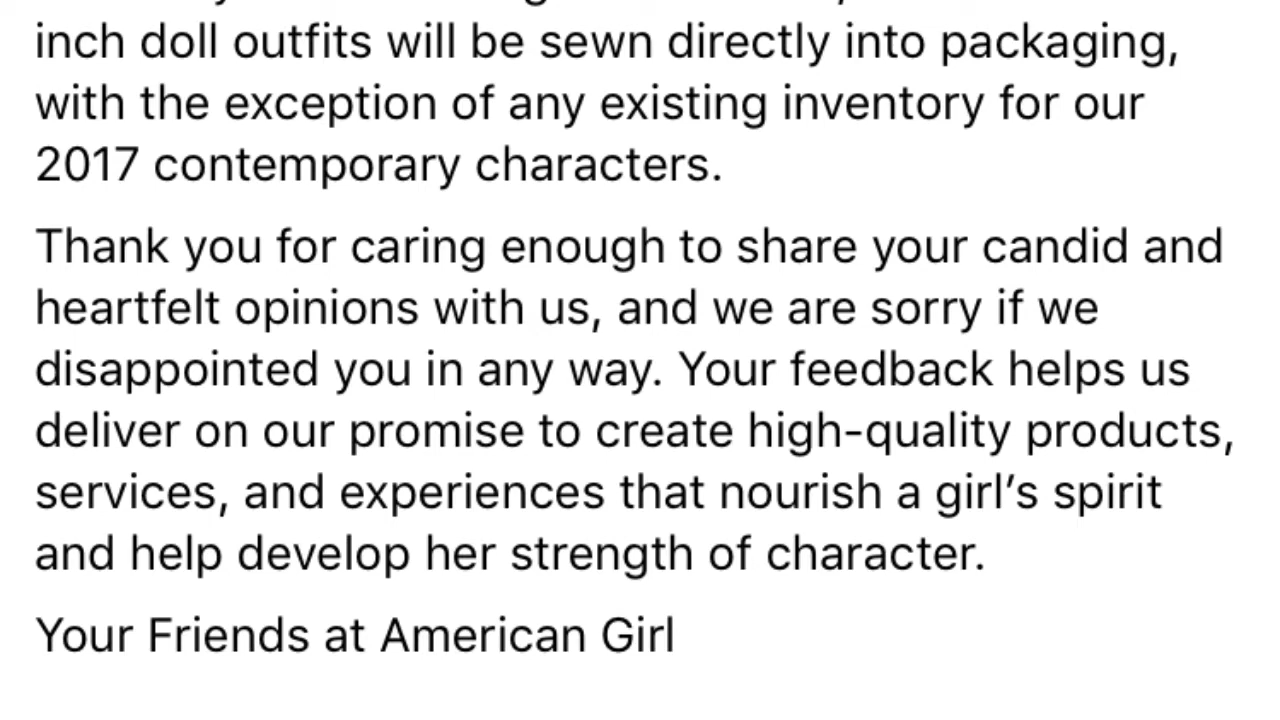 inch doll outfits will be sewn directly into packaging,
with the exception of any existing inventory for our
2017 contemporary characters.
Thank you for caring enough to share your candid and
heartfelt opinions with us, and we are sorry if we
disappointed you in any way. Your feedback helps us
deliver on our promise to create high-quality products,
services, and experiences that nourish a girl’s spirit
and help develop her strength of character.
Your Friends at American Girl